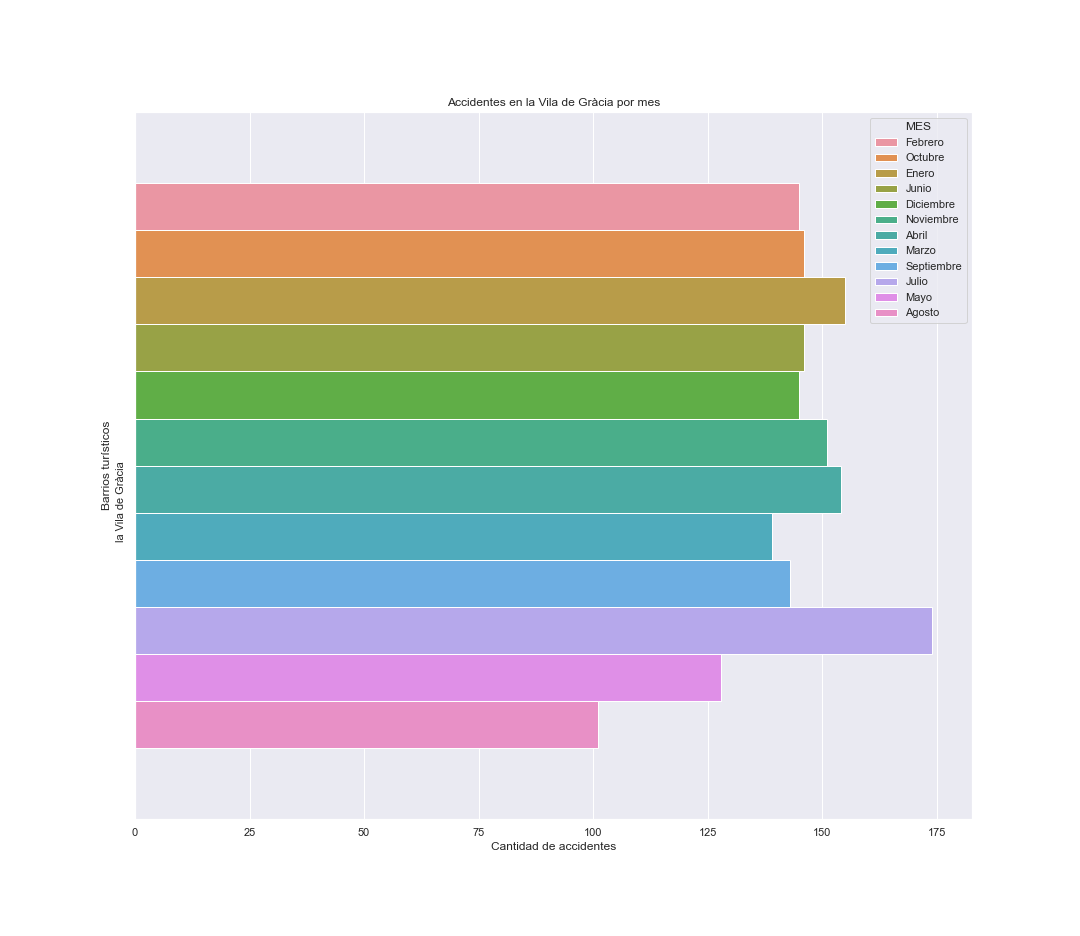 Accidentes en la Vila de Gràcia por mes
MES
Febrero
Octubre
Enero
Junio
Diciembre
Noviembre
Abril
Marzo
Septiembre
Julio
Mayo
Agosto
Barrios turísticos
la Vila de Gràcia
0 25 50 75 100 125 150 175
Cantidad de accidentes